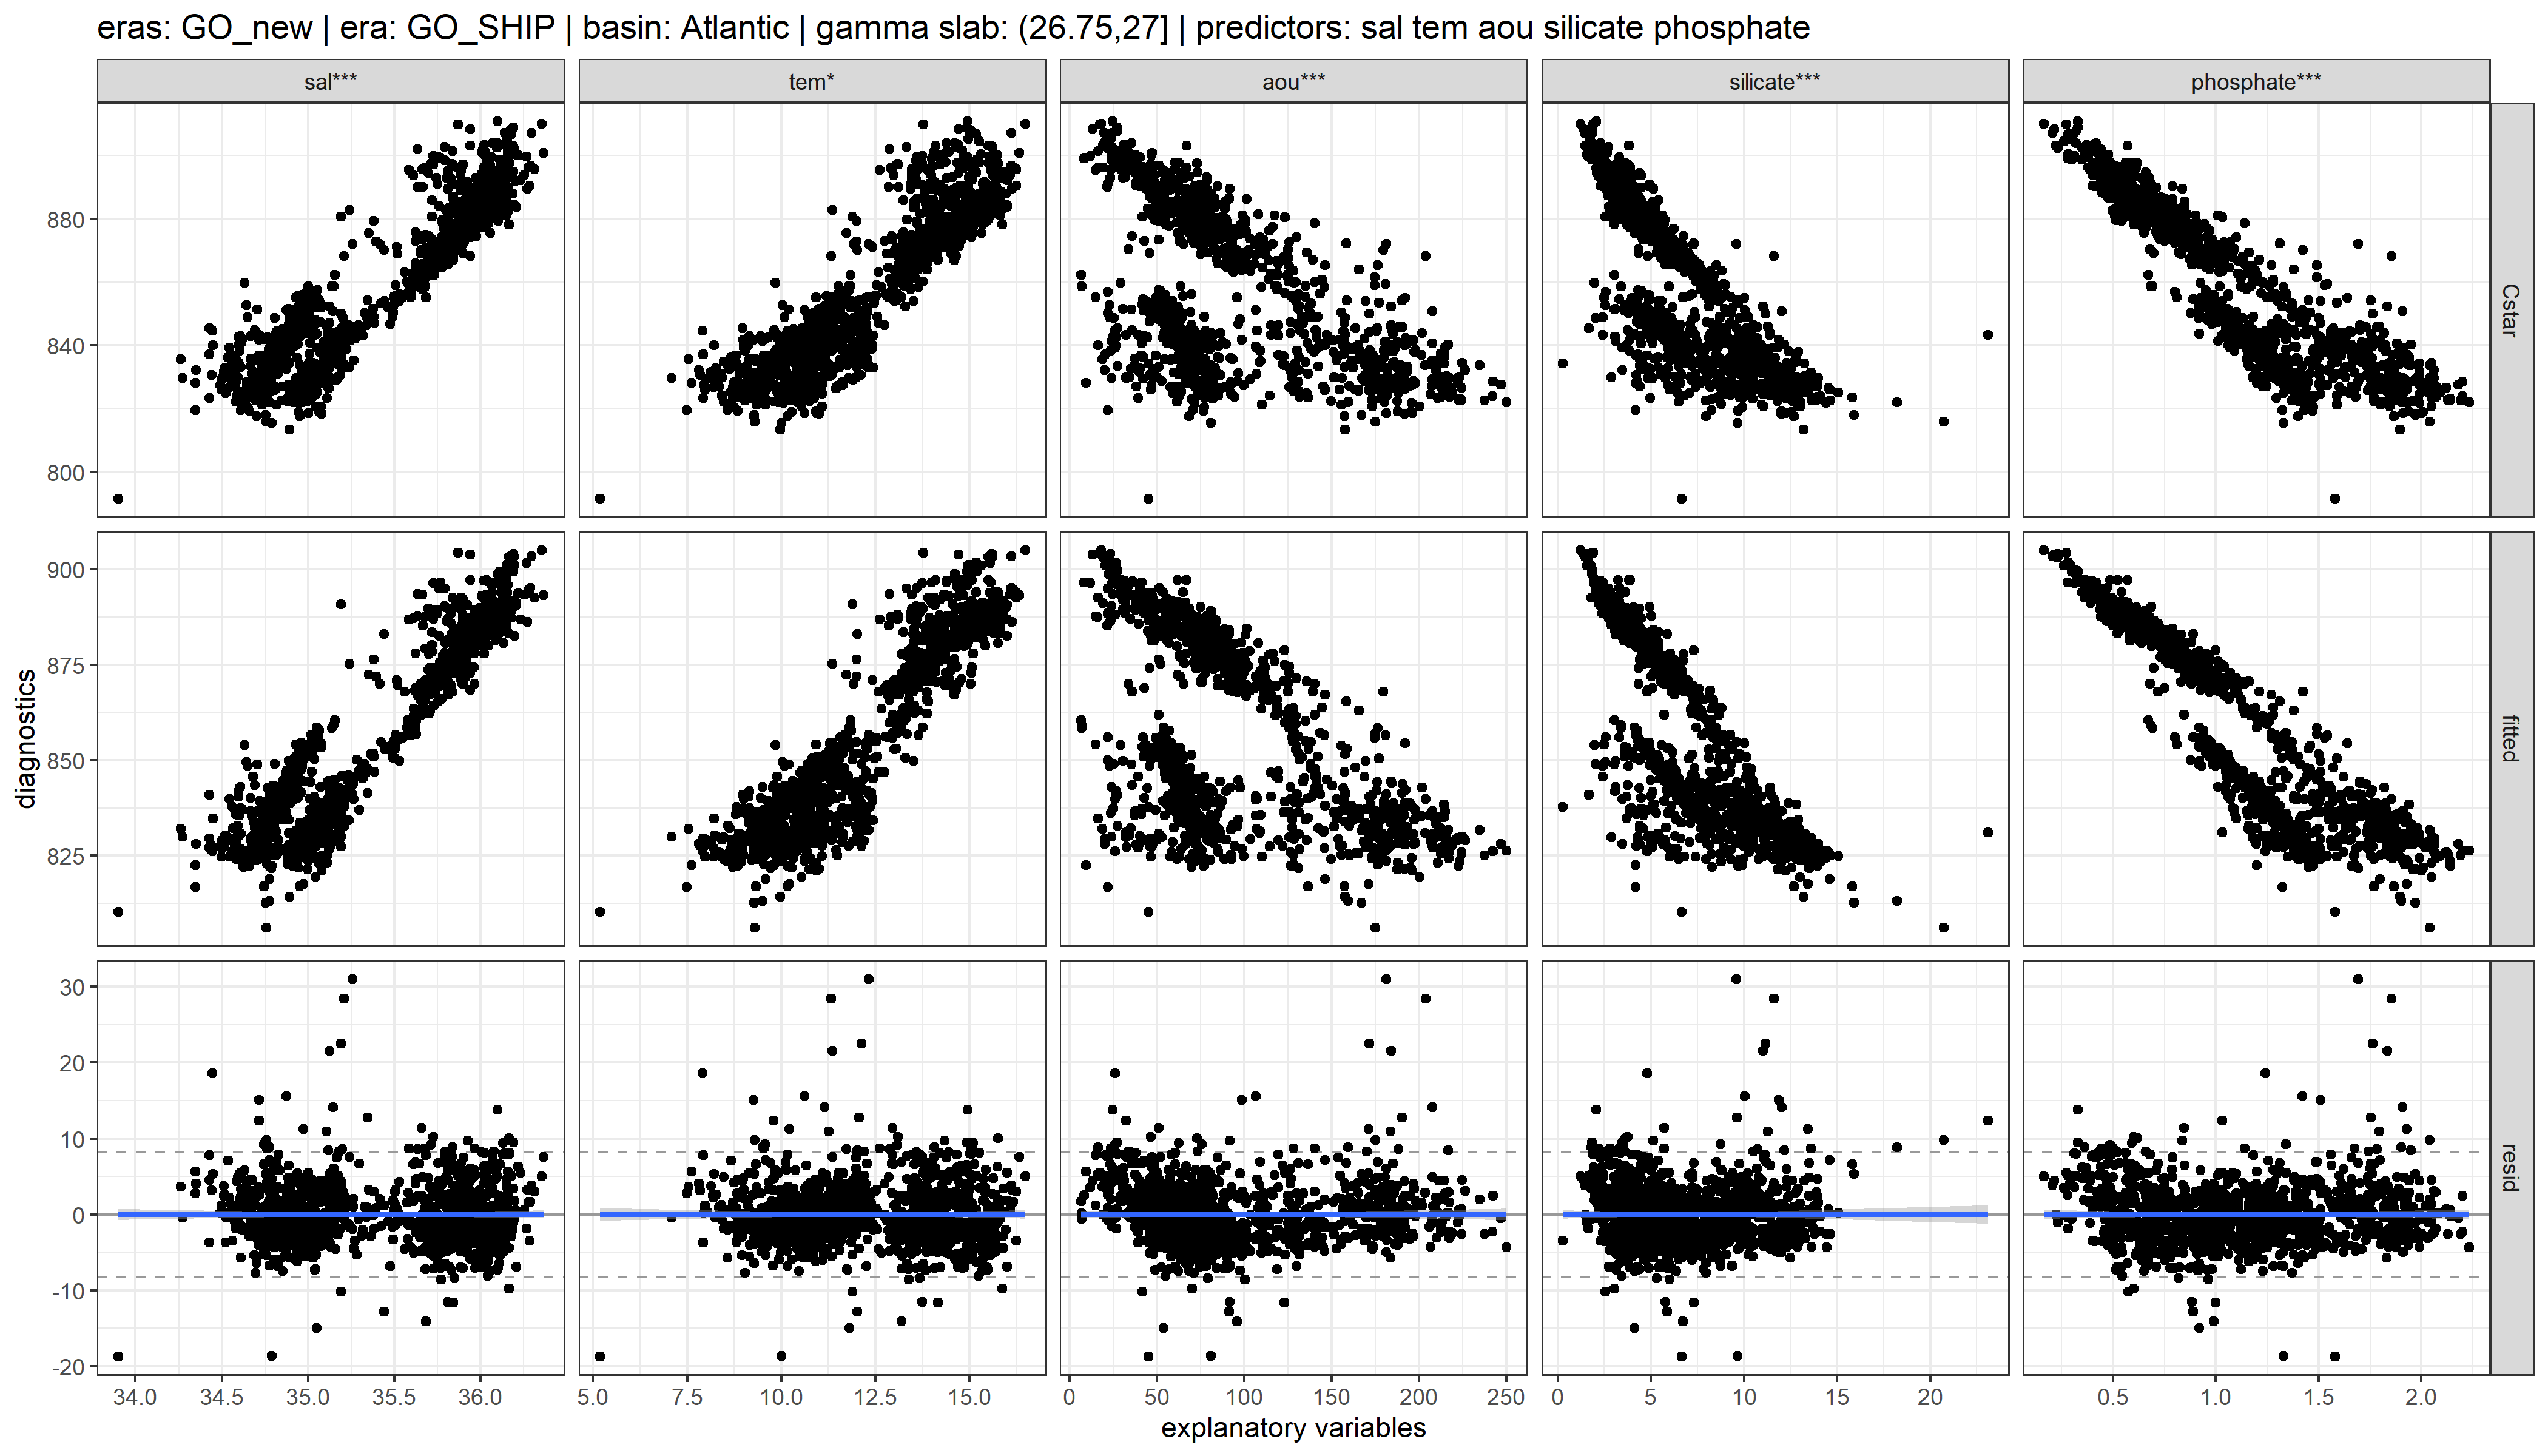 eras: GO_new | era: GO_SHIP | basin: Atlantic | gamma slab: (26.75,27] | predictors: sal tem aou silicate phosphate
sal***
tem*
aou***
silicate***
phosphate***
880
840
800
Cstar
900
875
850
825
fitted
diagnostics
30
20
10
0
-10
-20
resid
34.0 34.5 35.0 35.5 36.0
5.0 7.5 10.0 12.5 15.0
0 50 100 150 200 250
0 5 10 15 20
0.5 1.0 1.5 2.0
explanatory variables